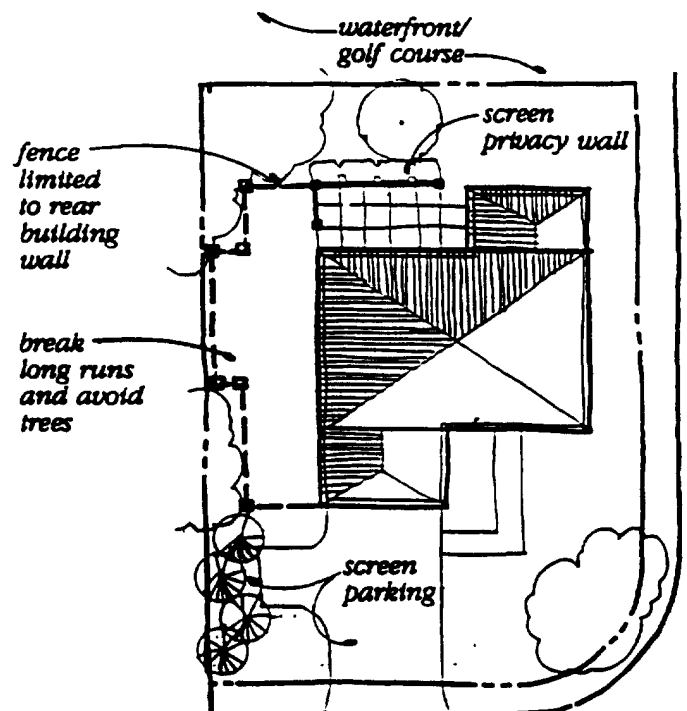 waterfront/
golf course
screen
privacy wall
fence
limited
to rear
building
wall
break
long runs
and avoid
trees
screen
parking